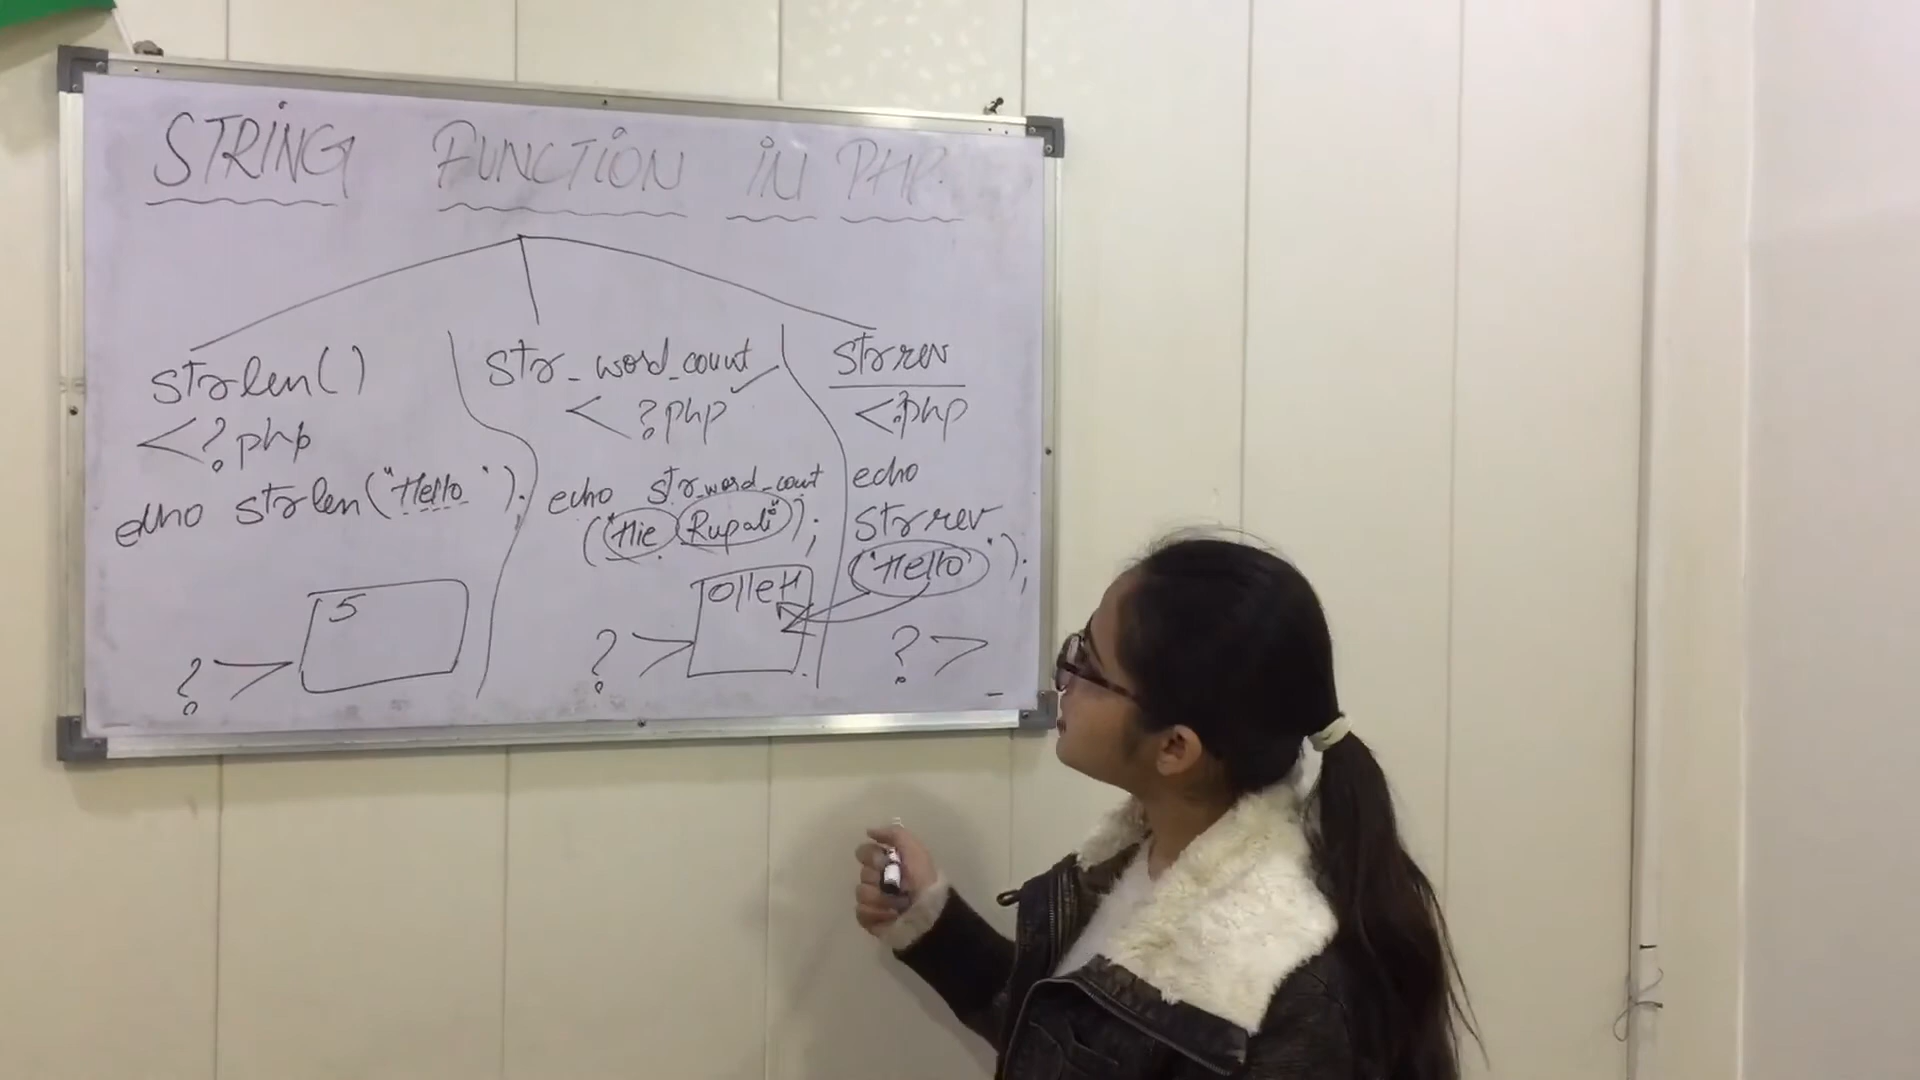 STRING FUNCTION IN PHP.
strlen()
<?php
echo strlen("Hello");
5
?>
str_word_count
<?php
echo str_word_count
("Hie Rupali");
olleH
?>
strrev
<?php
echo
strrev
("Hello");
?>